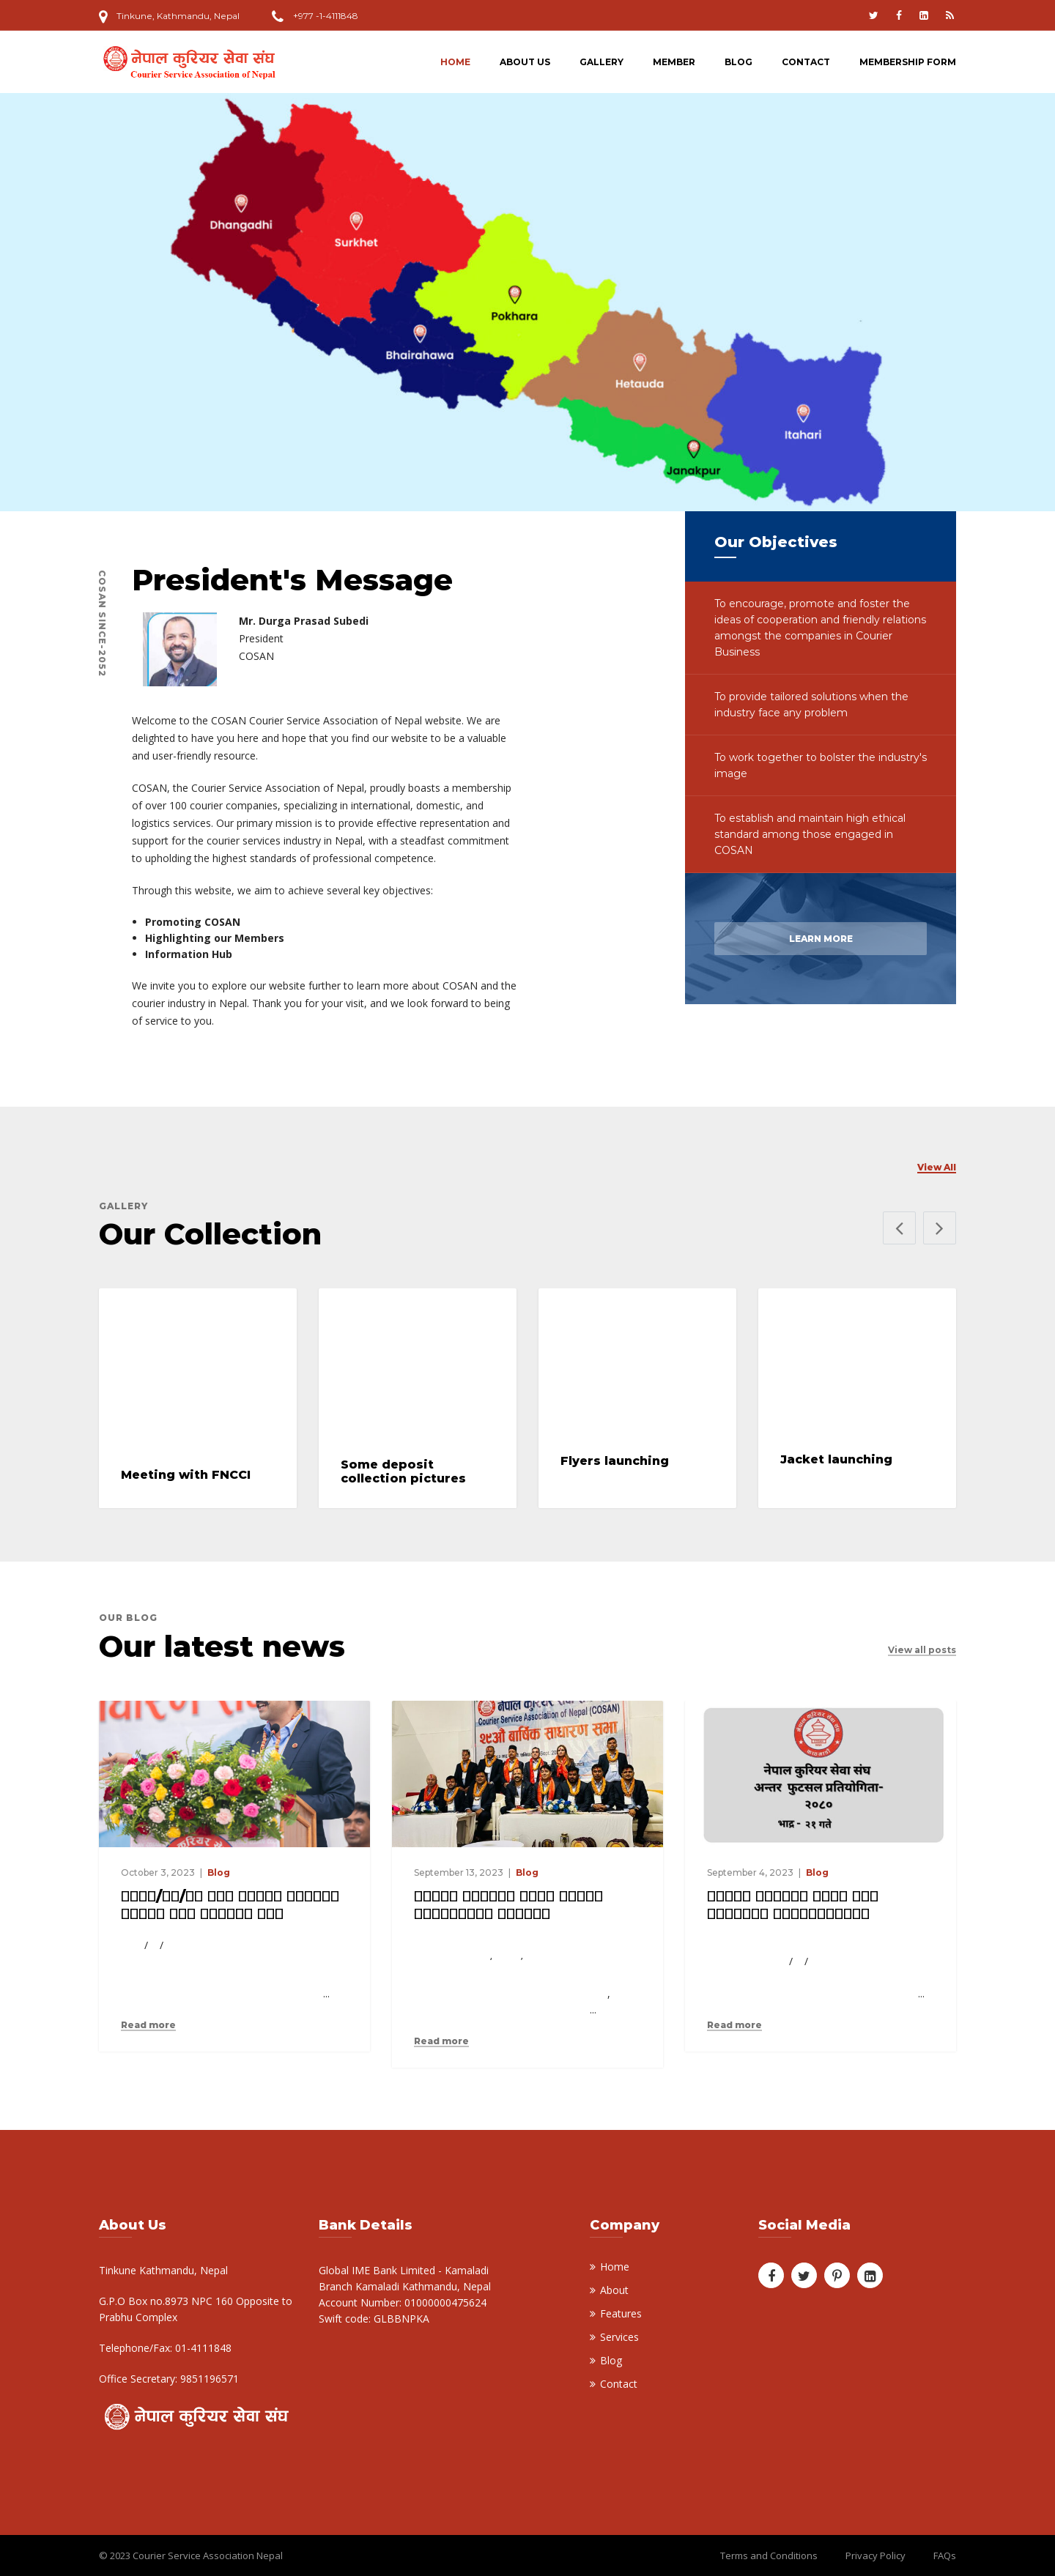 Tinkune, Kathmandu, Nepal
+977 -1-4111848
नेपाल कुरियर सेवा संघ
Courier Service Association of Nepal
HOME
ABOUT US
GALLERY
MEMBER
BLOG
CONTACT
MEMBERSHIP FORM
Dhangadhi
Surkhet
Pokhara
Bhairahawa
Hetauda
Itahari
Janakpur
COSAN SINCE-2052
President's Message
Mr. Durga Prasad Subedi
President
COSAN
Welcome to the COSAN Courier Service Association of Nepal website. We are
delighted to have you here and hope that you find our website to be a valuable
and user-friendly resource.
COSAN, the Courier Service Association of Nepal, proudly boasts a membership
of over 100 courier companies, specializing in international, domestic, and
logistics services. Our primary mission is to provide effective representation and
support for the courier services industry in Nepal, with a steadfast commitment
to upholding the highest standards of professional competence.
Through this website, we aim to achieve several key objectives:
Promoting COSAN
Highlighting our Members
Information Hub
We invite you to explore our website further to learn more about COSAN and the
courier industry in Nepal. Thank you for your visit, and we look forward to being
of service to you.
Our Objectives
To encourage, promote and foster the
ideas of cooperation and friendly relations
amongst the companies in Courier
Business
To provide tailored solutions when the
industry face any problem
To work together to bolster the industry's
image
To establish and maintain high ethical
standard among those engaged in
COSAN
LEARN MORE
View All
GALLERY
Our Collection
Meeting with FNCCI
Some deposit
collection pictures
Flyers launching
Jacket launching
OUR BLOG
Our latest news
View all posts
नेपाल कुरियर सेवा संघ
Courier Service Association of Nepal (COSAN)
२९औं बार्षिक साधारण सभा
नेपाल कुरियर सेवा संघ
अन्तर फुटसल प्रतियोगिता-
२०८०
भाद्र - २१ गते
October 3, 2023 | Blog
Read more
September 13, 2023 | Blog
Read more
September 4, 2023 | Blog
Read more
About Us
Tinkune Kathmandu, Nepal
G.P.O Box no.8973 NPC 160 Opposite to
Prabhu Complex
Telephone/Fax: 01-4111848
Office Secretary: 9851196571
नेपाल कुरियर सेवा संघ
Bank Details
Global IME Bank Limited - Kamaladi
Branch Kamaladi Kathmandu, Nepal
Account Number: 01000000475624
Swift code: GLBBNPKA
Company
Home
About
Features
Services
Blog
Contact
Social Media
© 2023 Courier Service Association Nepal
Terms and Conditions
Privacy Policy
FAQs